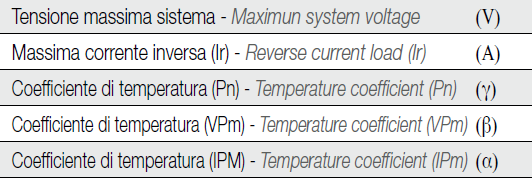 Tensione massima sistema - Maximun system voltage (V)
Massima corrente inversa (Ir) - Reverse current load (Ir) (A)
Coefficiente di temperatura (Pn) - Temperature coefficient (Pn) (γ)
Coefficiente di temperatura (VPm) - Temperature coefficient (VPm) (β)
Coefficiente di temperatura (IPM) - Temperature coefficient (IPm) (α)